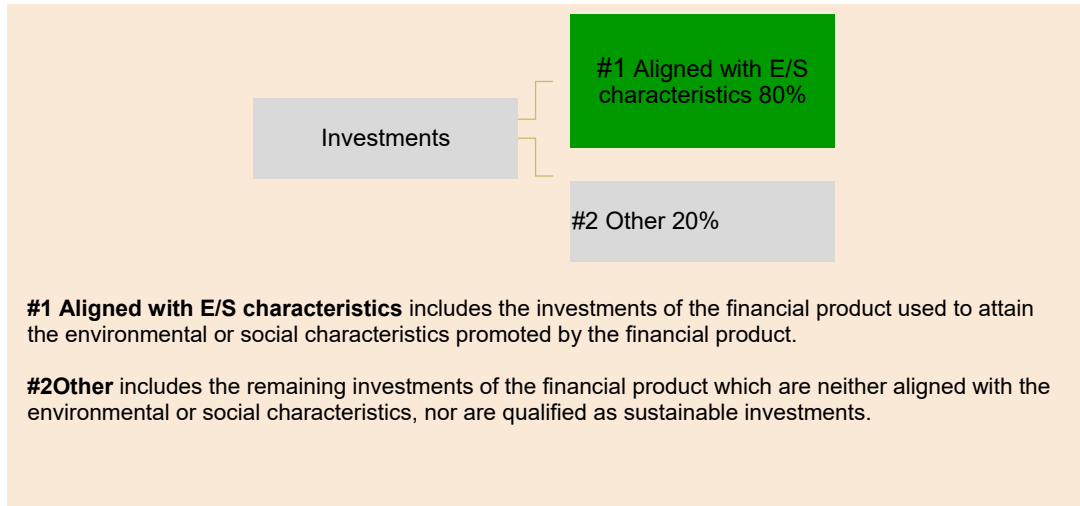 #1 Aligned with E/S
characteristics 80%
Investments
#2 Other 20%
#1 Aligned with E/S characteristics includes the investments of the financial product used to attain
the environmental or social characteristics promoted by the financial product.
#2Other includes the remaining investments of the financial product which are neither aligned with the
environmental or social characteristics, nor are qualified as sustainable investments.